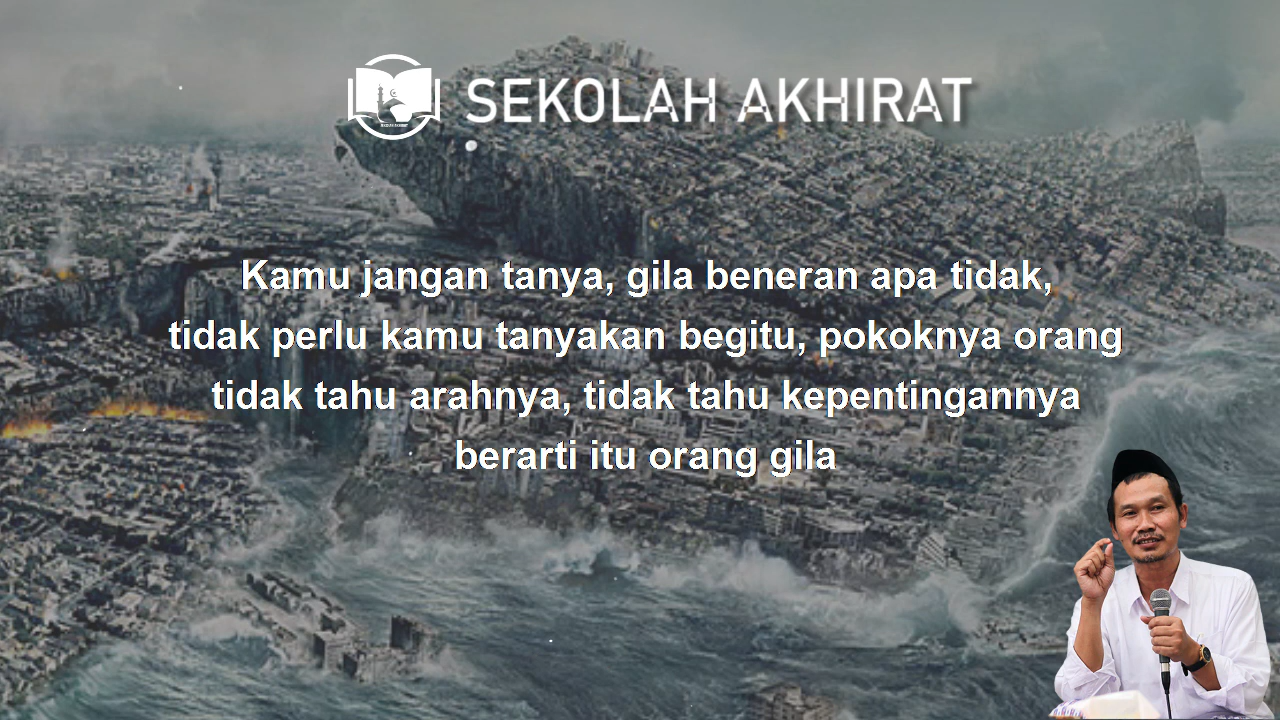 SEKOLAH AKHIRAT
Kamu jangan tanya, gila beneran apa tidak,
tidak perlu kamu tanyakan begitu, pokoknya orang
tidak tahu arahnya, tidak tahu kepentingannya
berarti itu orang gila